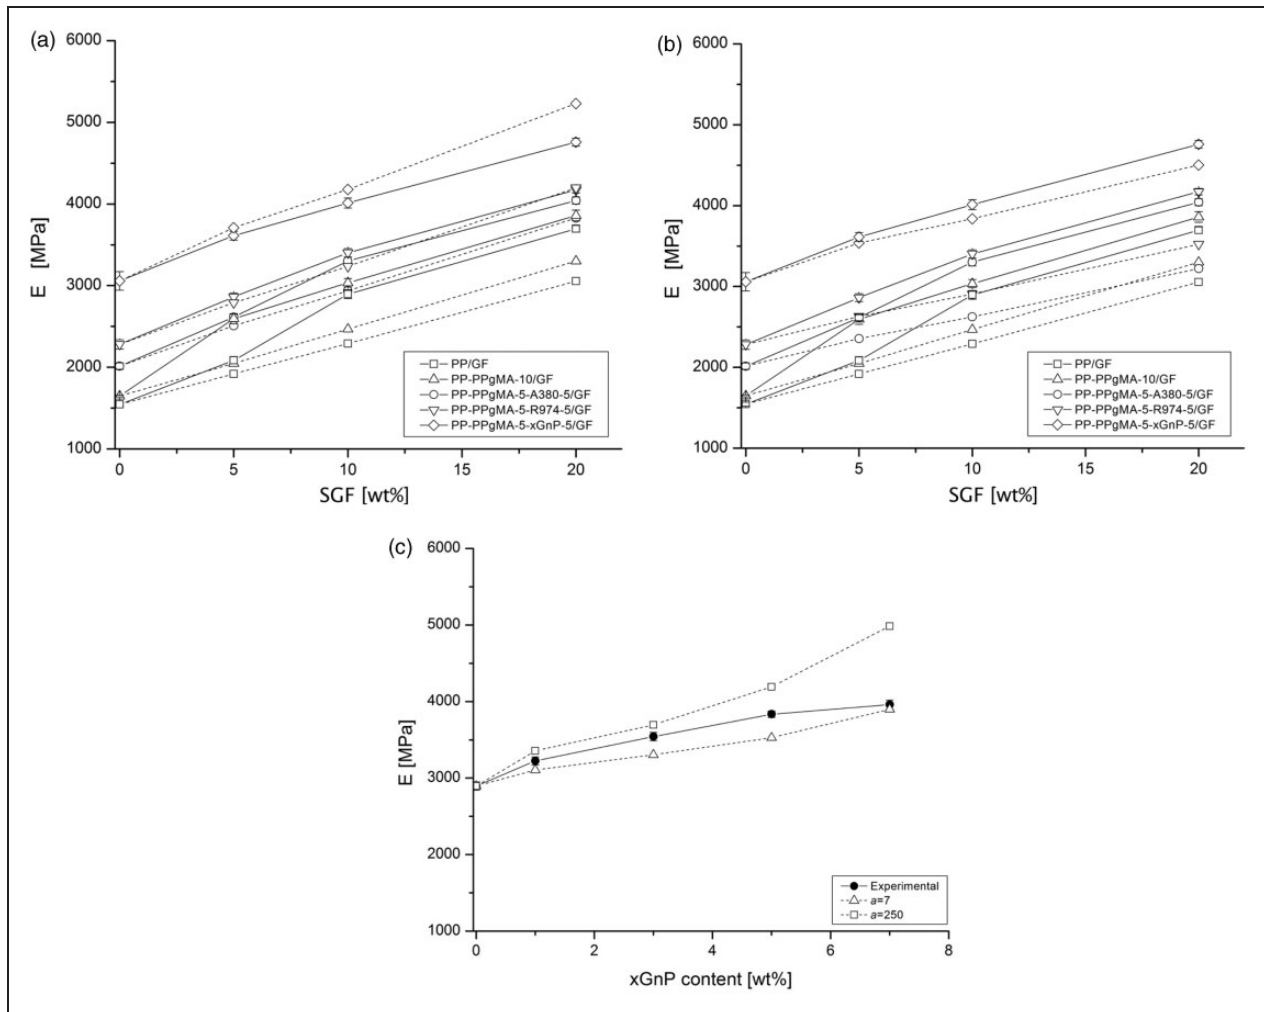 (a)
6000
5000
4000
3000
2000
1000
E [MPa]
0 5 10 15 20
SGF [wt%]
PP/GF
PP-PPgMA-10/GF
PP-PPgMA-5-A380-5/GF
PP-PPgMA-5-R974-5/GF
PP-PPgMA-5-xGnP-5/GF
(b)
6000
5000
4000
3000
2000
1000
E [MPa]
0 5 10 15 20
SGF [wt%]
PP/GF
PP-PPgMA-10/GF
PP-PPgMA-5-A380-5/GF
PP-PPgMA-5-R974-5/GF
PP-PPgMA-5-xGnP-5/GF
(c)
6000
5000
4000
3000
2000
1000
E [MPa]
0 2 4 6 8
xGnP content [wt%]
Experimental
a=7
a=250